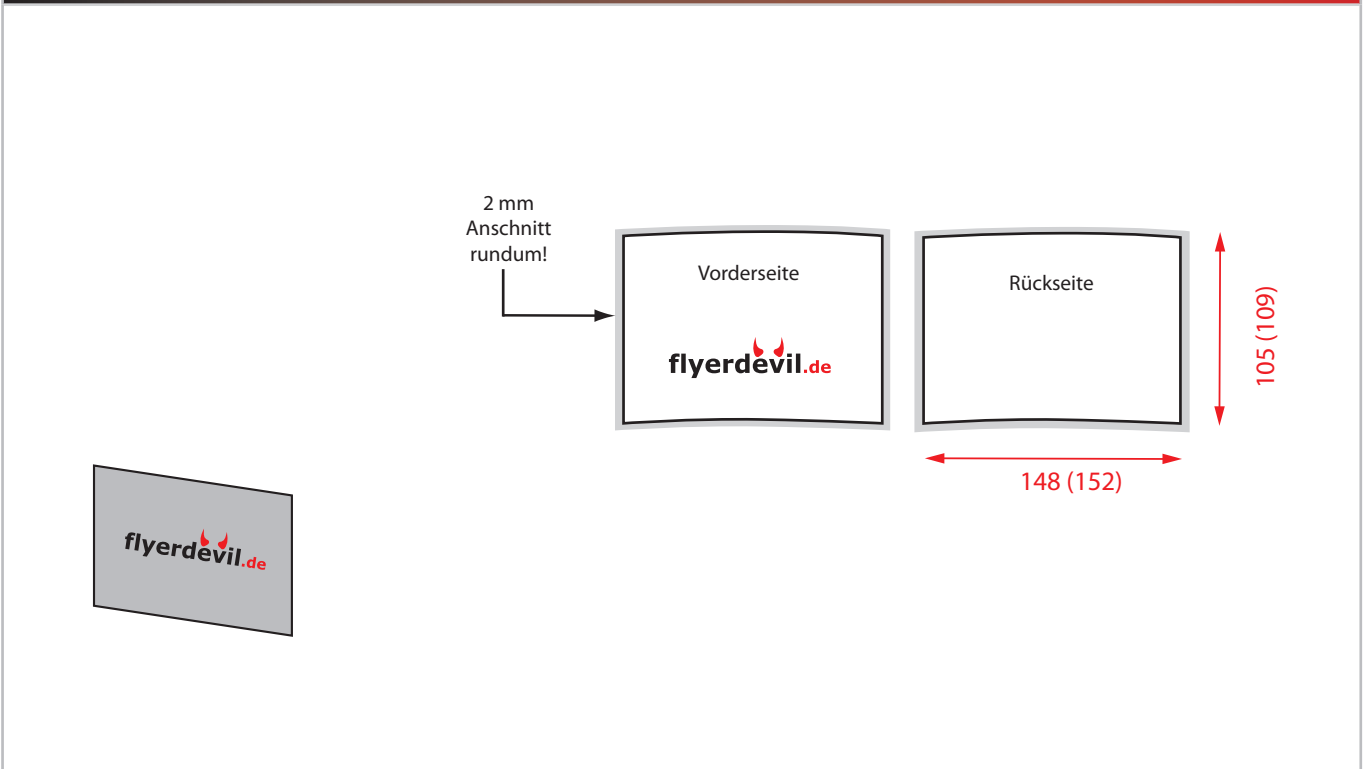 2 mm
Anschnitt
rundum!
Vorderseite
flyerdevil.de
Rückseite
105 (109)
148 (152)
flyerdevil.de